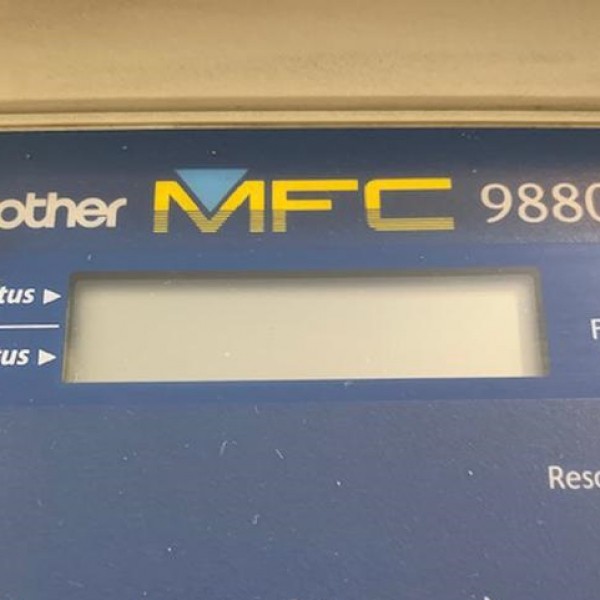 other MFC 9880
tus ▶
us ▶
F
Reso